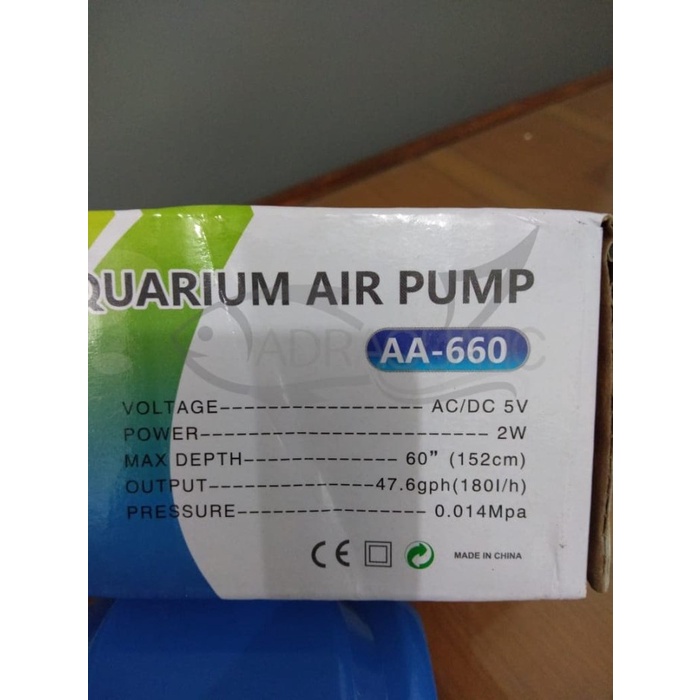 QUARIUM AIR PUMP
AA-660
VOLTAGE----------------- AC/DC 5V
POWER------------------------ 2W
MAX DEPTH------------- 60” (152cm)
OUTPUT--------------47.6gph(180l/h)
PRESSURE---------------- 0.014Mpa
CE
MADE IN CHINA